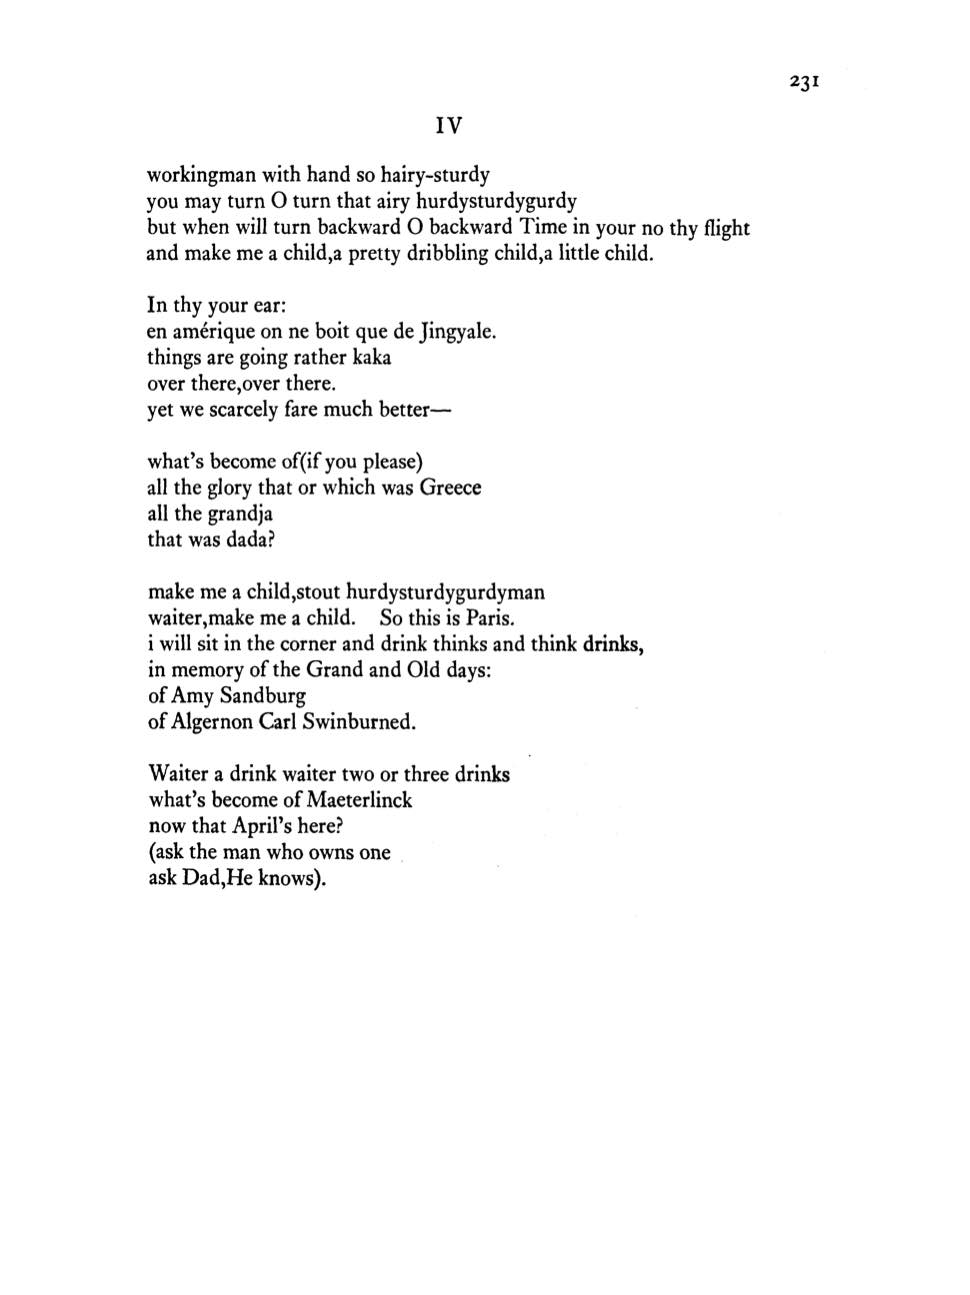 231
IV
workingman with hand so hairy-sturdy
you may turn O turn that airy hurdysturdygurdy
but when will turn backward O backward Time in your no thy flight
and make me a child,a pretty dribbling child,a little child.
In thy your ear:
en amérique on ne boit que de Jingyale.
things are going rather kaka
over there,over there.
yet we scarcely fare much better—
what's become of(if you please)
all the glory that or which was Greece
all the grandja
that was dada?
make me a child,stout hurdysturdygurdyman
waiter,make me a child.    So this is Paris.
i will sit in the corner and drink thinks and think drinks,
in memory of the Grand and Old days:
of Amy Sandburg
of Algernon Carl Swinburned.
Waiter a drink waiter two or three drinks
what's become of Maeterlinck
now that April's here?
(ask the man who owns one
ask Dad,He knows).